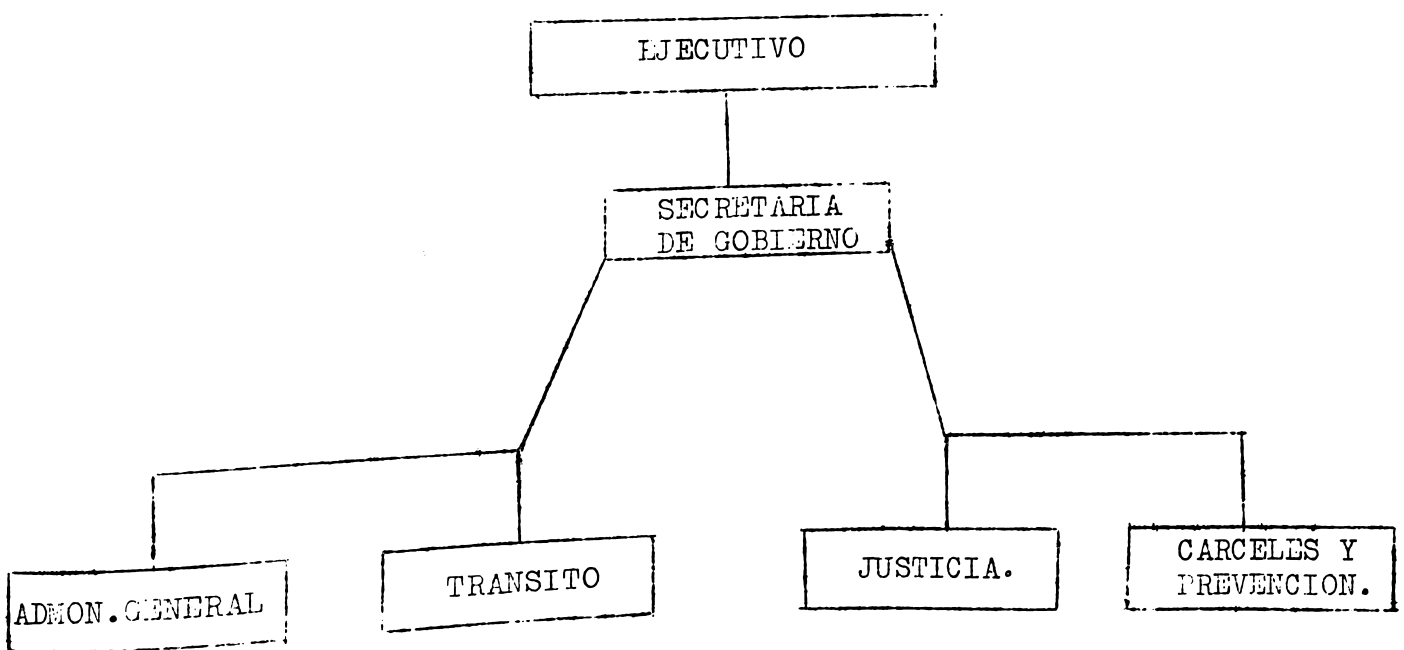 EJECUTIVO
SECRETARIA
DE GOBIERNO
ADMON. GENERAL
TRANSITO
JUSTICIA.
CARCELES Y
PREVENCION.